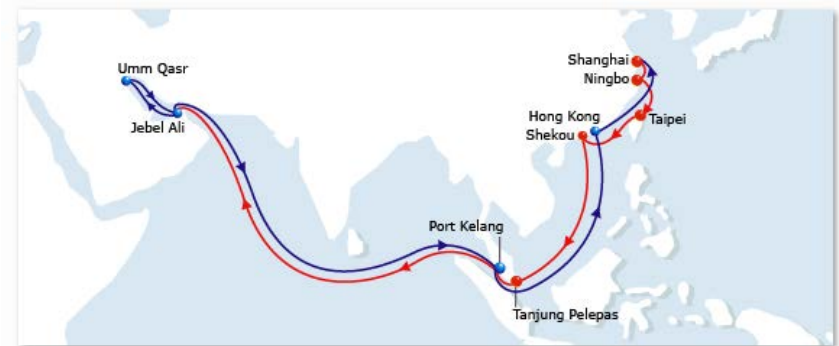 Shanghai
Umm Qasr
Ningbo
Hong Kong
Taipei
Jebel Ali
Shekou
Port Kelang
Tanjung Pelepas